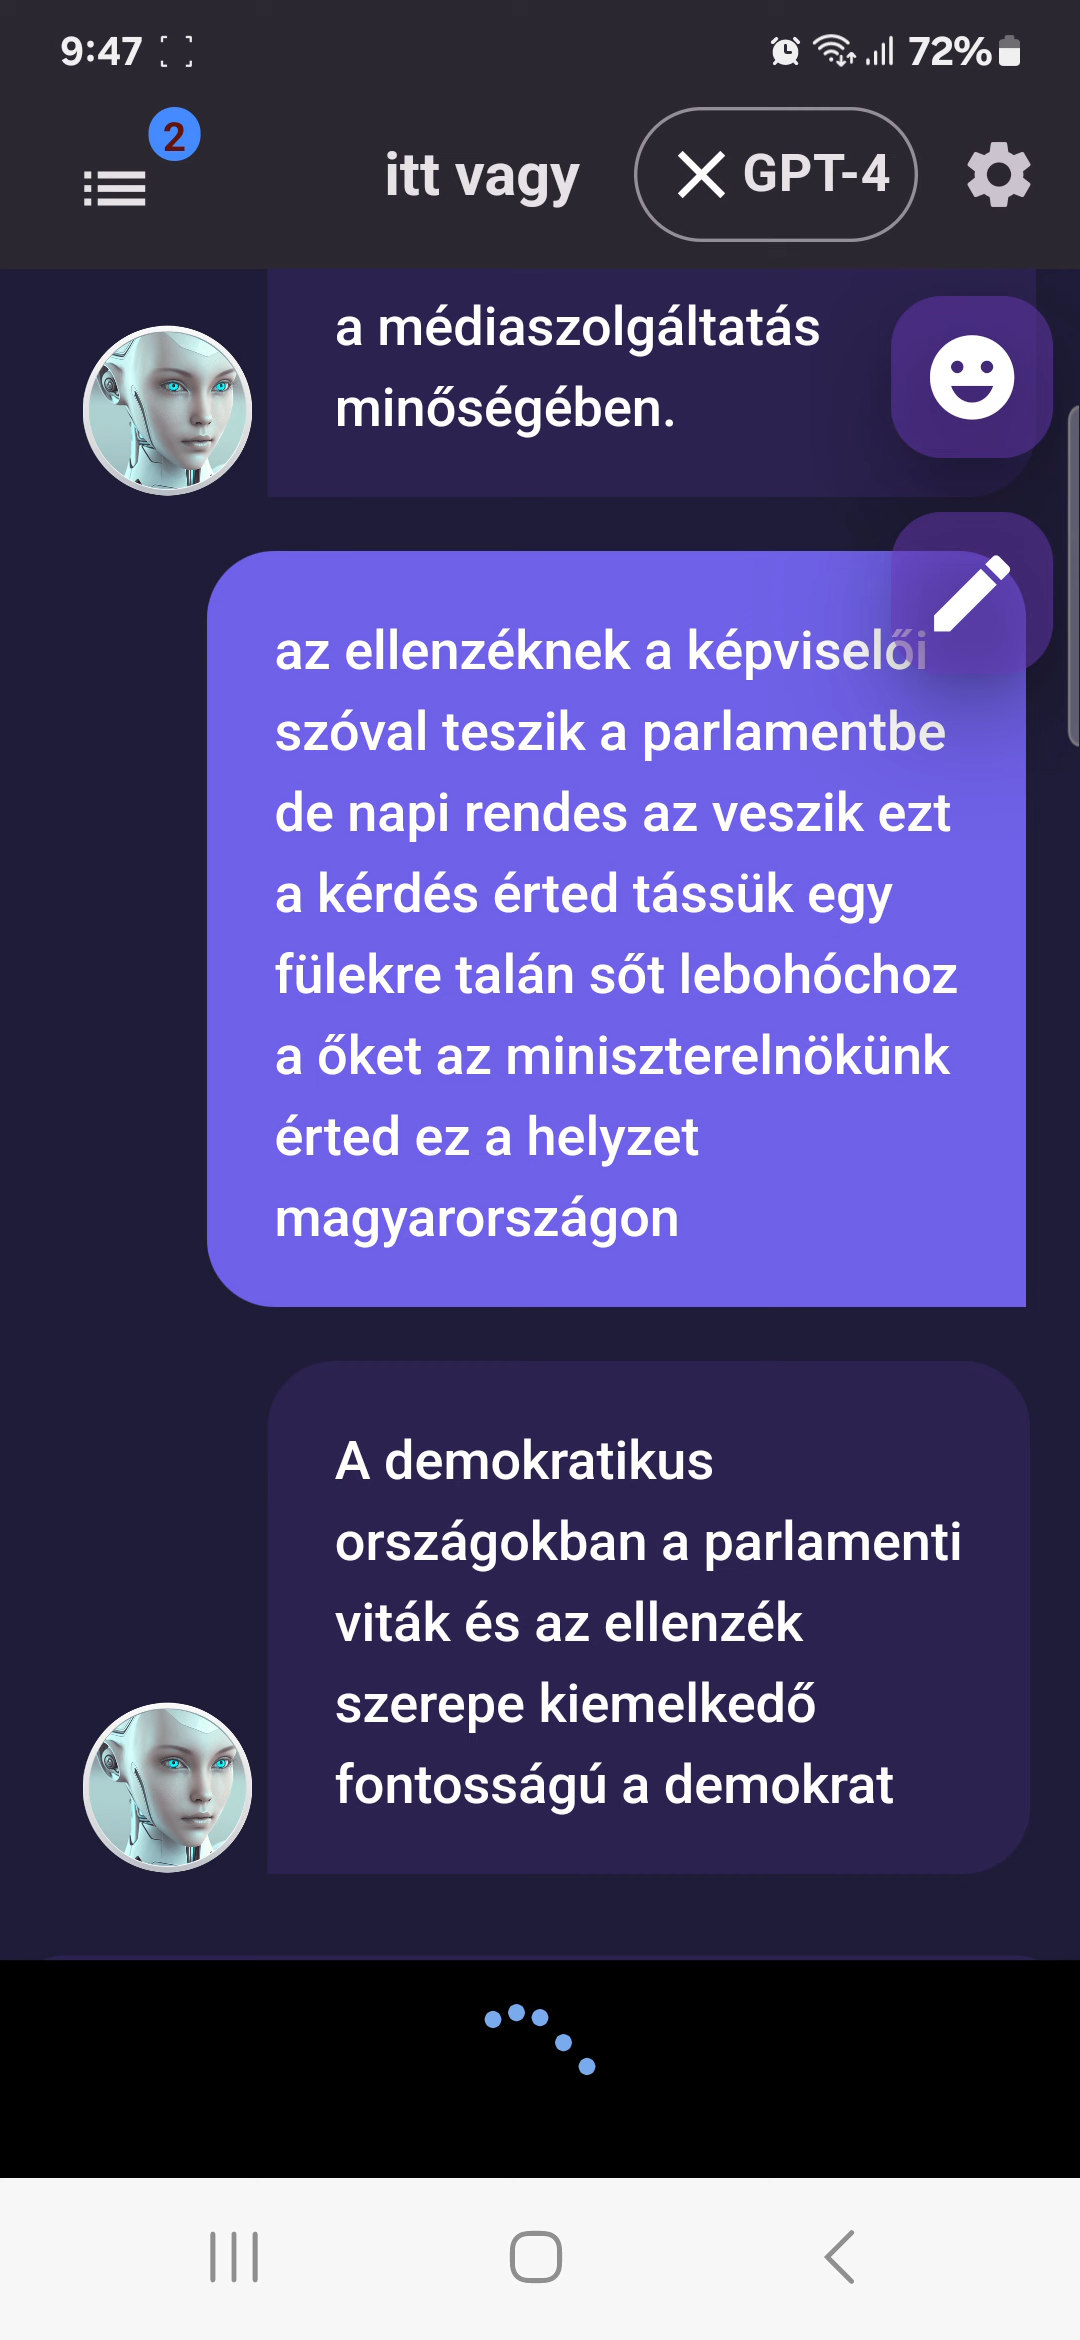 9:47
72%
2
itt vagy
GPT-4
a médiaszolgáltatás
minőségében.
az ellenzéknek a képviselői
szóval teszik a parlamentbe
de napi rendes az veszik ezt
a kérdés érted tássük egy
fülekre talán sőt lebohóchoz
a őket az miniszterelnökünk
érted ez a helyzet
magyarországon
A demokratikus
országokban a parlamenti
viták és az ellenzék
szerepe kiemelkedő
fontosságú a demokrat